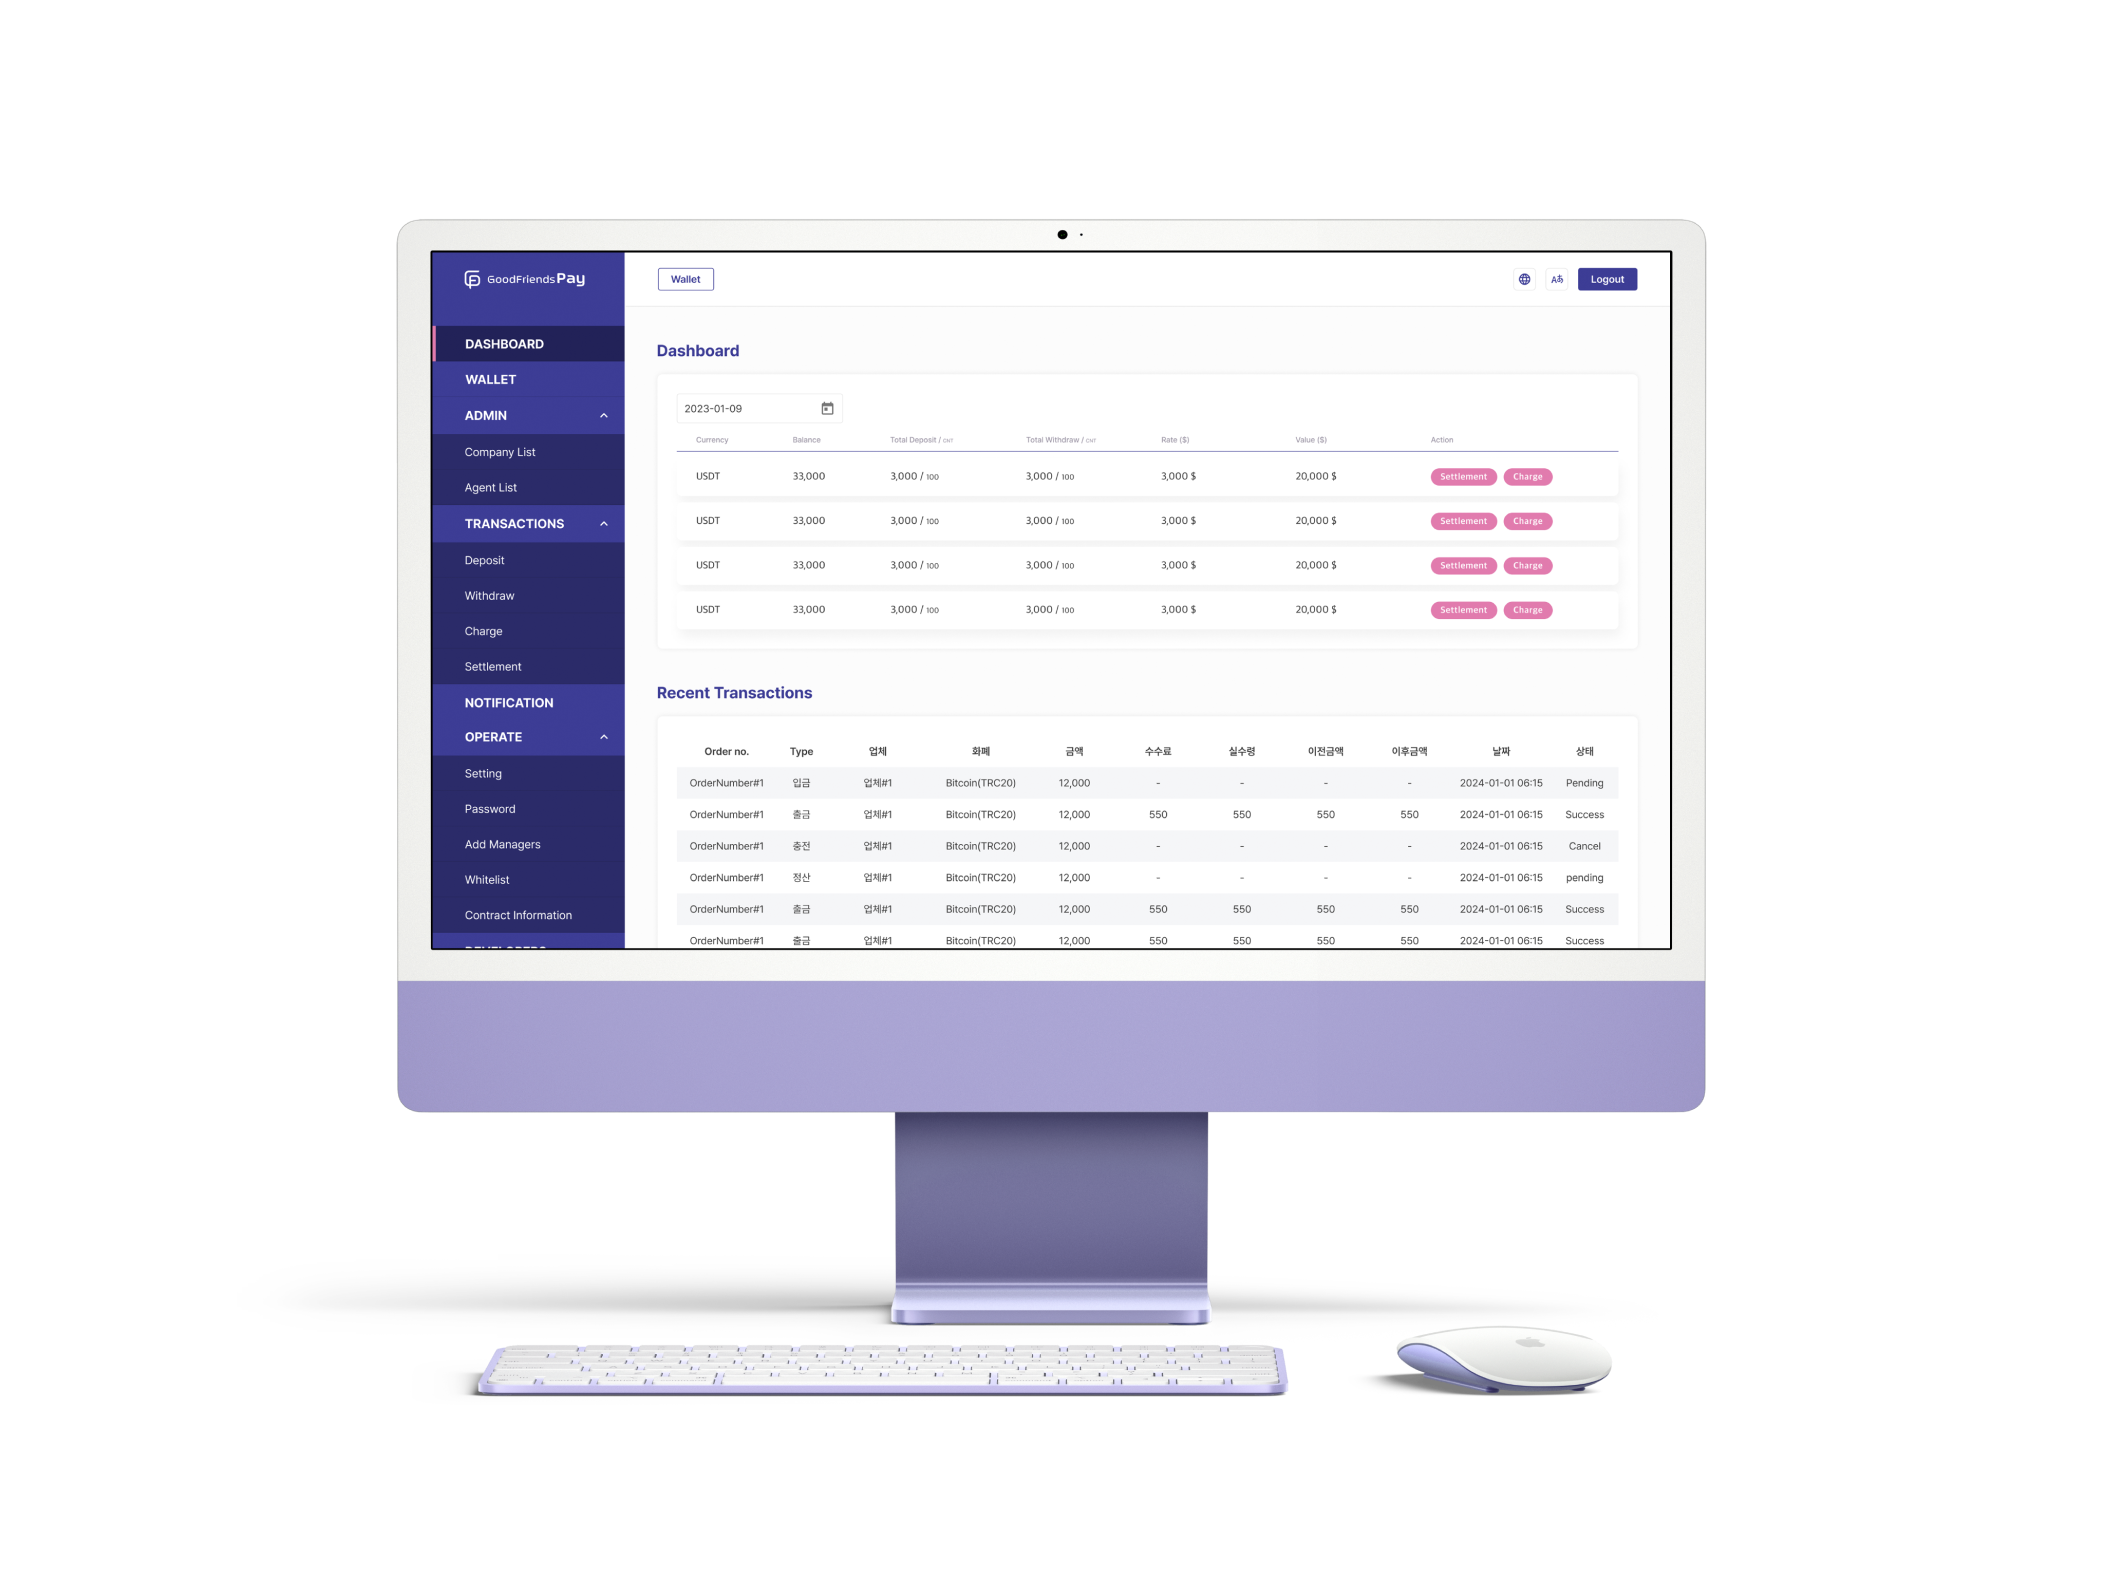 GoodFriendsPay
Wallet
Aあ
Logout
DASHBOARD
WALLET
ADMIN
Company List
Agent List
TRANSACTIONS
Deposit
Withdraw
Charge
Settlement
NOTIFICATION
OPERATE
Setting
Password
Add Managers
Whitelist
Contract Information
DEVELOPERS
Dashboard
2023-01-09
Currency Balance Total Deposit / CNT Total Withdraw / CNT Rate ($) Value ($) Action
USDT 33,000 3,000 / 100 3,000 / 100 3,000 $ 20,000 $ Settlement Charge
USDT 33,000 3,000 / 100 3,000 / 100 3,000 $ 20,000 $ Settlement Charge
USDT 33,000 3,000 / 100 3,000 / 100 3,000 $ 20,000 $ Settlement Charge
USDT 33,000 3,000 / 100 3,000 / 100 3,000 $ 20,000 $ Settlement Charge
Recent Transactions
Order no. Type 업체 화폐 금액 수수료 실수령 이전금액 이후금액 날짜 상태
OrderNumber#1 입금 업체#1 Bitcoin(TRC20) 12,000 - - - - 2024-01-01 06:15 Pending
OrderNumber#1 출금 업체#1 Bitcoin(TRC20) 12,000 550 550 550 550 2024-01-01 06:15 Success
OrderNumber#1 충전 업체#1 Bitcoin(TRC20) 12,000 - - - - 2024-01-01 06:15 Cancel
OrderNumber#1 정산 업체#1 Bitcoin(TRC20) 12,000 - - - - 2024-01-01 06:15 pending
OrderNumber#1 출금 업체#1 Bitcoin(TRC20) 12,000 550 550 550 550 2024-01-01 06:15 Success
OrderNumber#1 출금 업체#1 Bitcoin(TRC20) 12,000 550 550 550 550 2024-01-01 06:15 Success